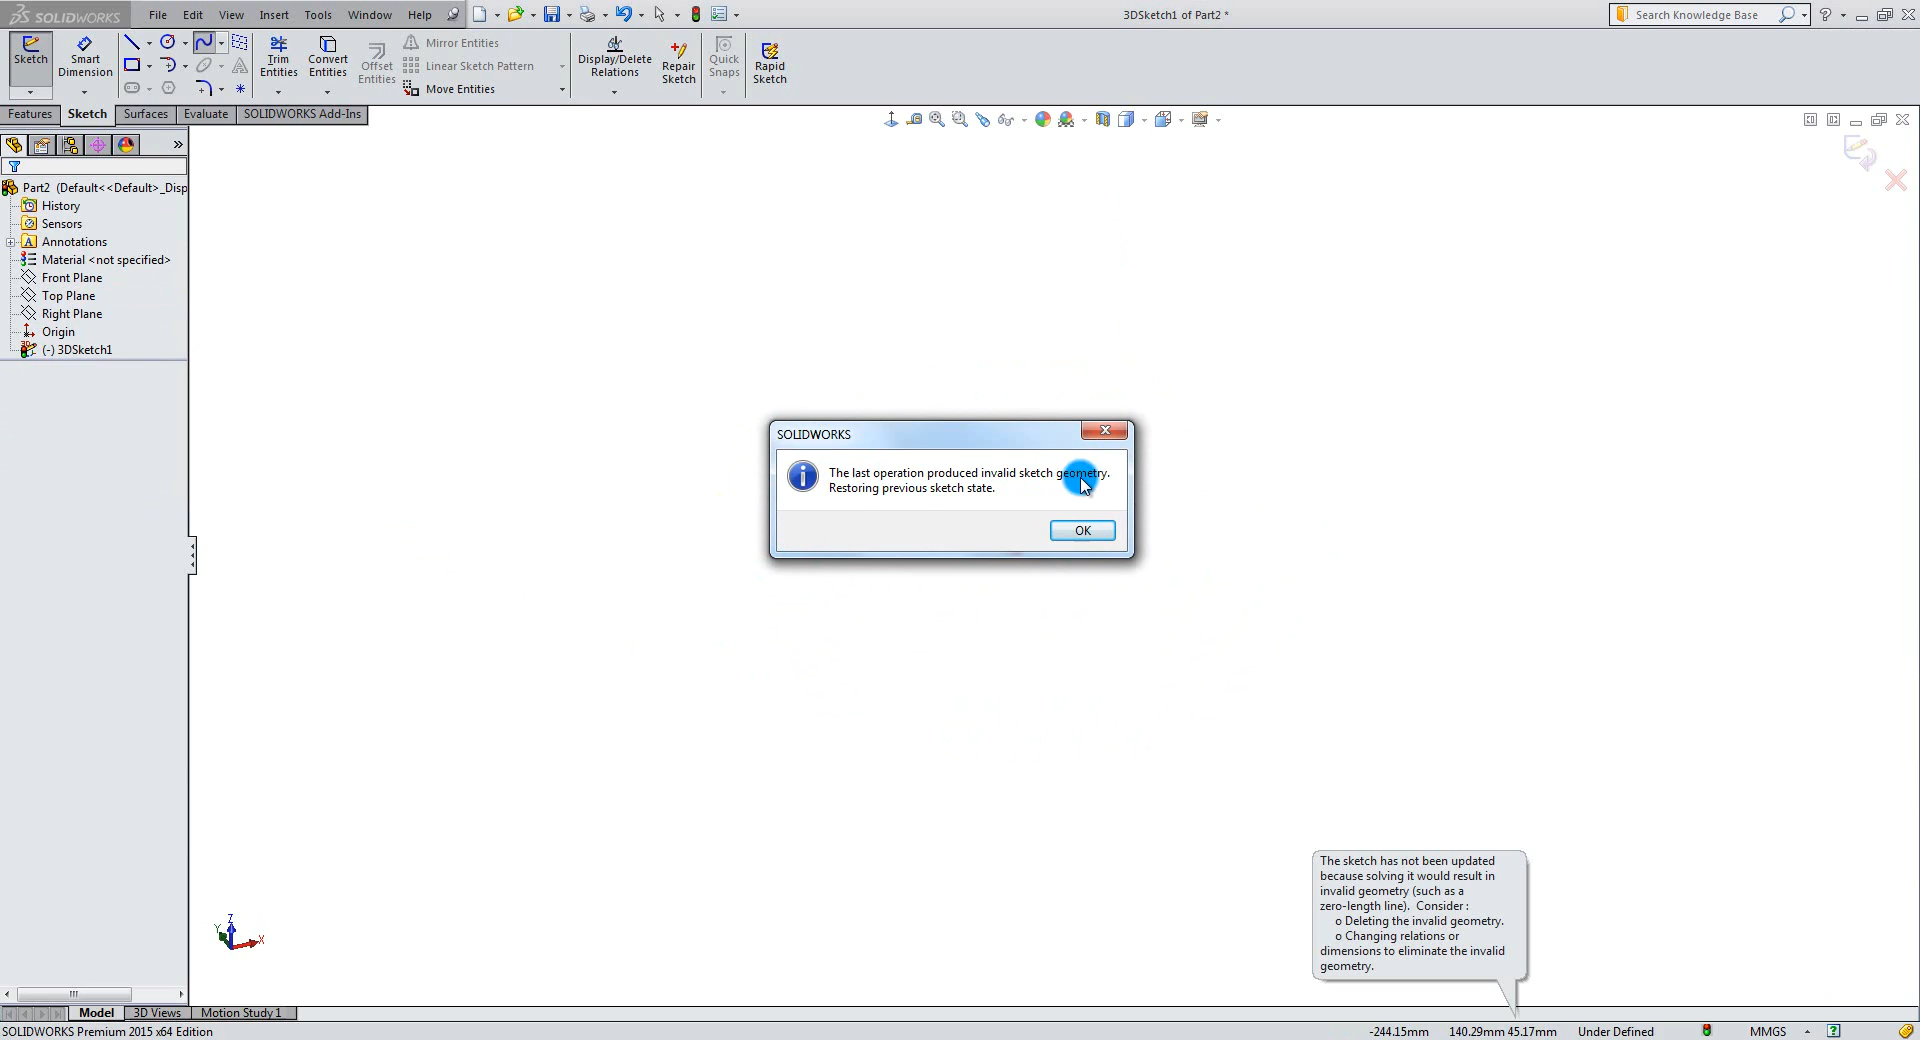 SOLIDWORKS File Edit View Insert Tools Window Help 3DSketch1 of Part2 * Search Knowledge Base ?
Sketch
Smart
Dimension
Trim
Entities
Convert
Entities
Offset
Entities
Mirror Entities
Linear Sketch Pattern
Move Entities
Display/Delete
Relations
Repair
Sketch
Quick
Snaps
Rapid
Sketch
Features Sketch Surfaces Evaluate SOLIDWORKS Add-Ins
Part2 (Default<<Default>_Disp
History
Sensors
Annotations
Material <not specified>
Front Plane
Top Plane
Right Plane
Origin
(-) 3DSketch1
SOLIDWORKS
The last operation produced invalid sketch geometry.
Restoring previous sketch state.
OK
The sketch has not been updated
because solving it would result in
invalid geometry (such as a
zero-length line). Consider :
o Deleting the invalid geometry.
o Changing relations or
dimensions to eliminate the invalid
geometry.
Z
Y
X
Model 3D Views Motion Study 1
SOLIDWORKS Premium 2015 x64 Edition -244.15mm 140.29mm 45.17mm Under Defined MMGS ?